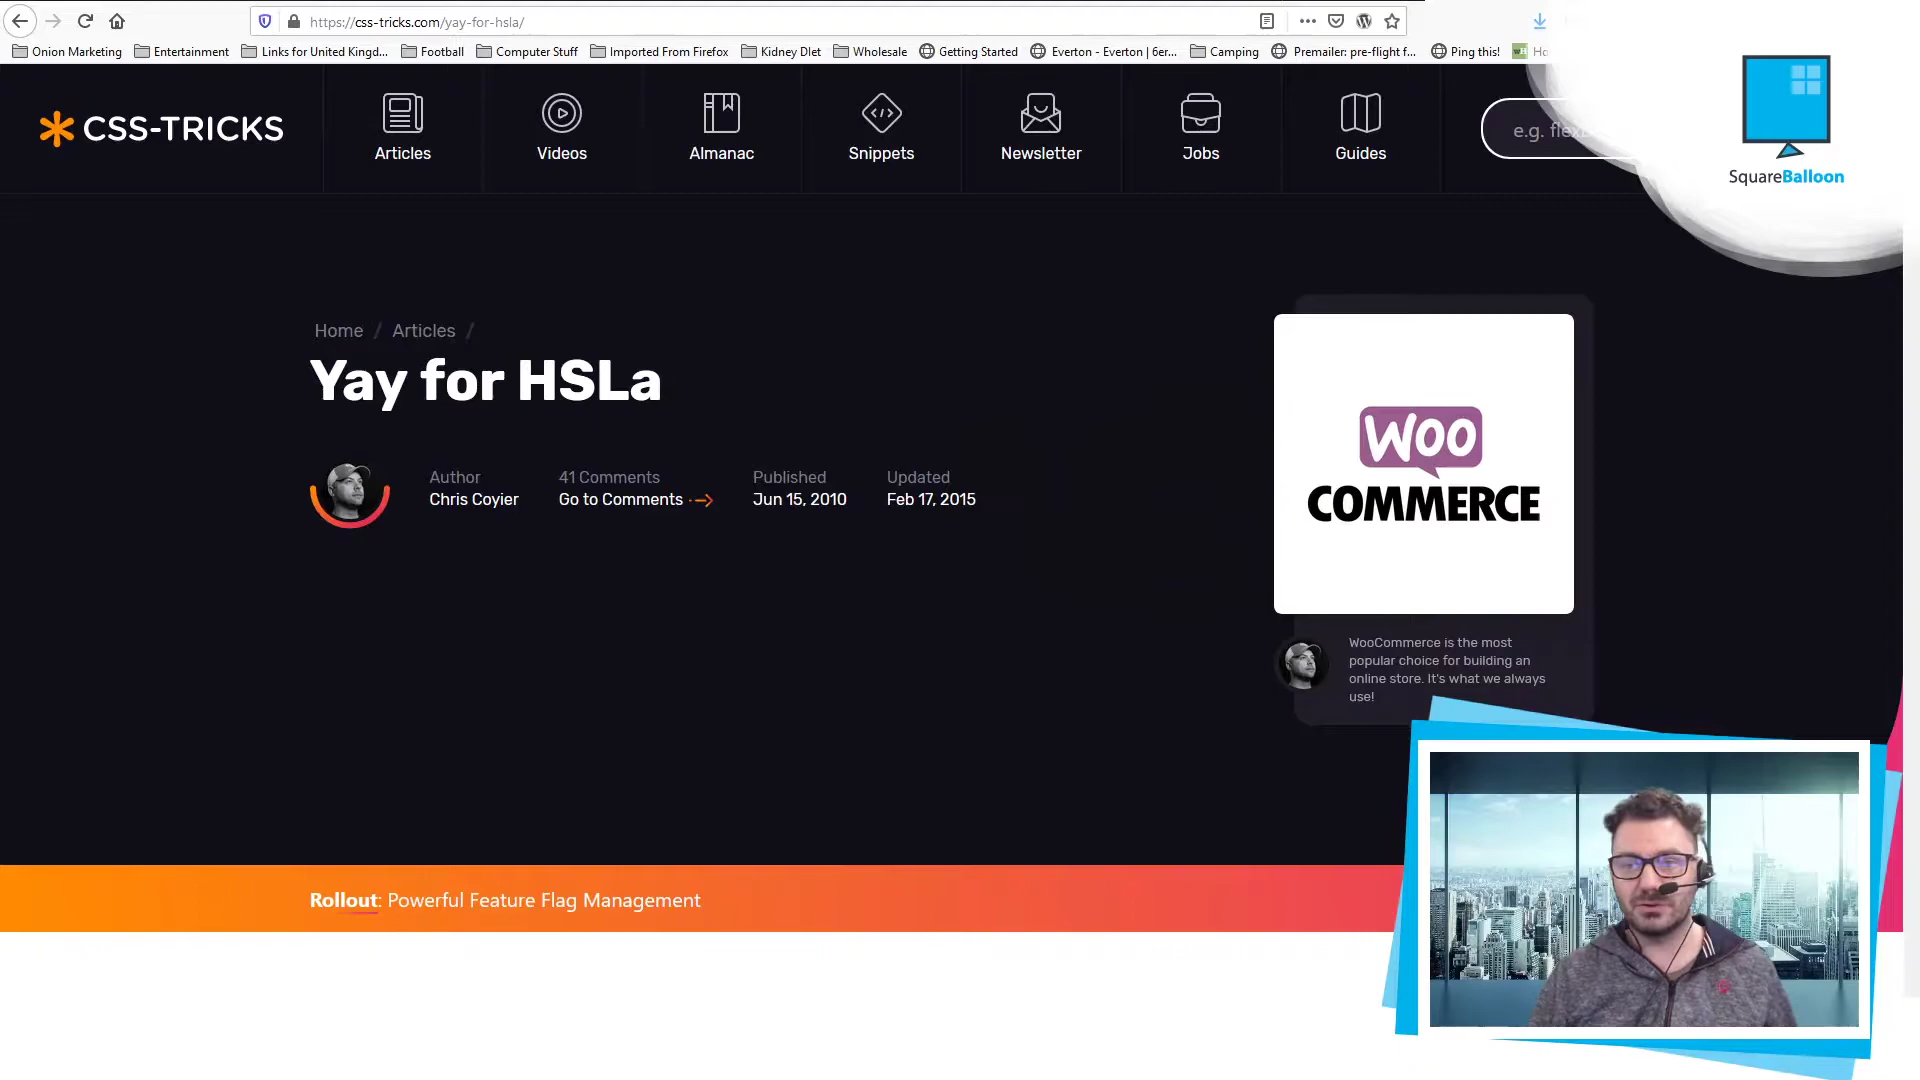 https://css-tricks.com/yay-for-hsla/
Onion Marketing
Entertainment
Links for United Kingd...
Football
Computer Stuff
Imported From Firefox
Kidney DIet
Wholesale
Getting Started
Everton - Everton | 6er...
Camping
Premailer: pre-flight f...
Ping this!
SquareBalloon
CSS-TRICKS
Articles
Videos
Almanac
Snippets
Newsletter
Jobs
Guides
e.g.
Home / Articles /
Yay for HSLa
Author
Chris Coyier
41 Comments
Go to Comments
Published
Jun 15, 2010
Updated
Feb 17, 2015
WOO
COMMERCE
WooCommerce is the most
popular choice for building an
online store. It's what we always
use!
Rollout: Powerful Feature Flag Management